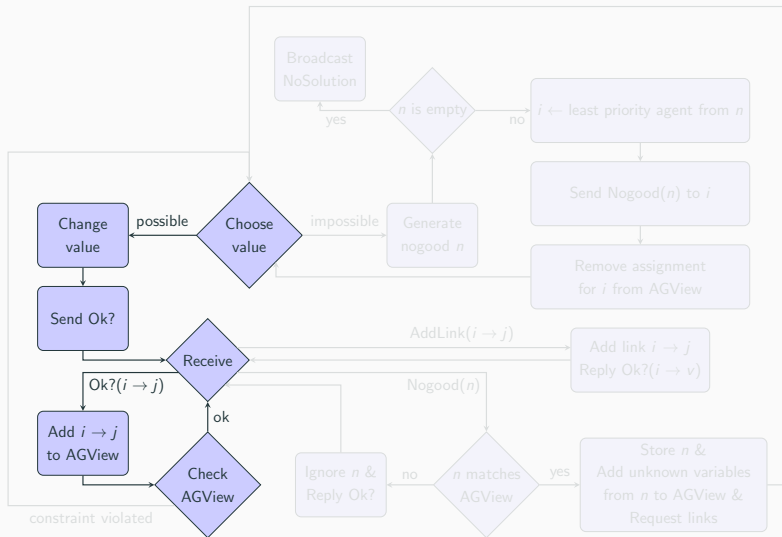 Broadcast
NoSolution
n is empty
yes
no
i ← least priority agent from n
Send Nogood(n) to i
Remove assignment
for i from AGView
Change
value
possible
Choose
value
impossible
Generate
nogood n
Send Ok?
Receive
AddLink(i → j)
Add link i → j
Reply Ok?(i → v)
Ok?(i → j)
Nogood(n)
ok
Add i → j
to AGView
Check
AGView
Ignore n &
Reply Ok?
no
n matches
AGView
yes
Store n &
Add unknown variables
from n to AGView &
Request links
constraint violated